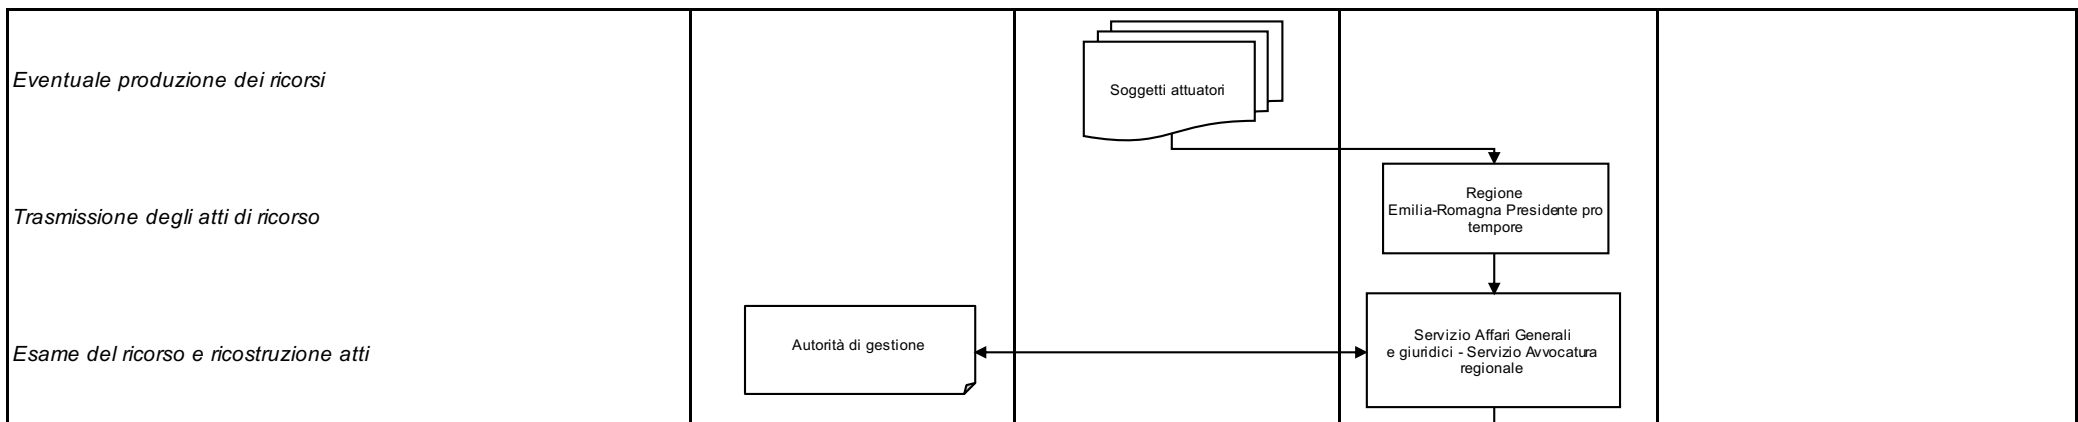 Eventuale produzione dei ricorsi
Soggetti attuatori
Trasmissione degli atti di ricorso
Regione
Emilia-Romagna Presidente pro
tempore
Esame del ricorso e ricostruzione atti
Autorità di gestione
Servizio Affari Generali
e giuridici - Servizio Avvocatura
regionale